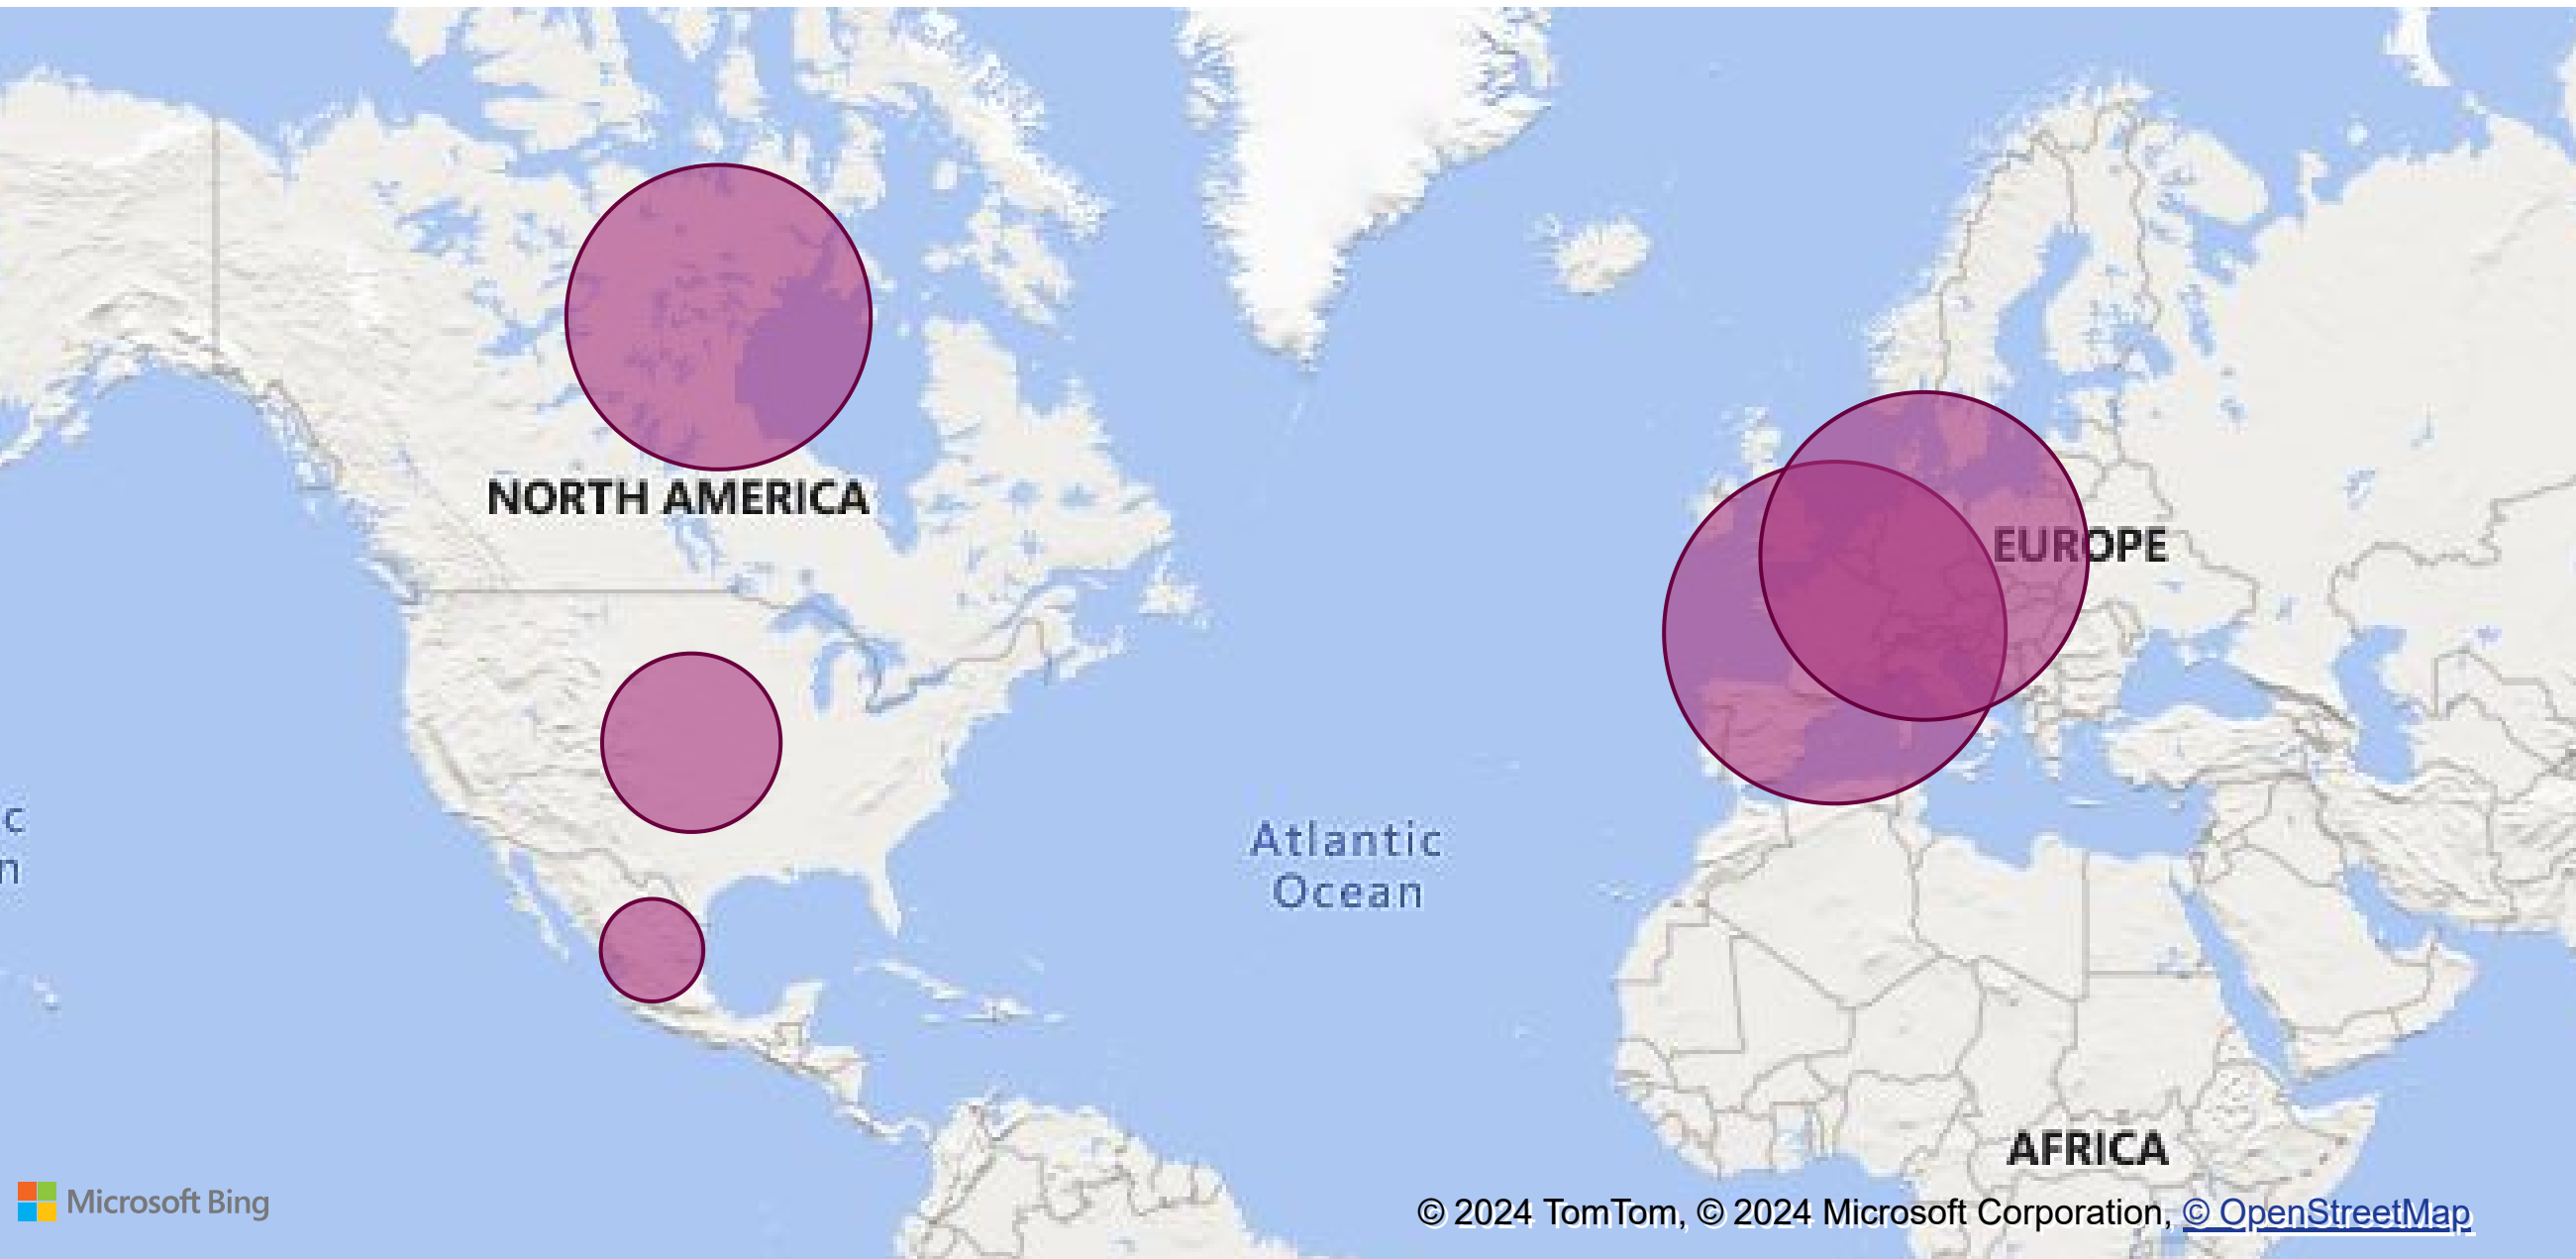 NORTH AMERICA
EUROPE
c
n
Atlantic
Ocean
AFRICA
Microsoft Bing
© 2024 TomTom, © 2024 Microsoft Corporation, © OpenStreetMap